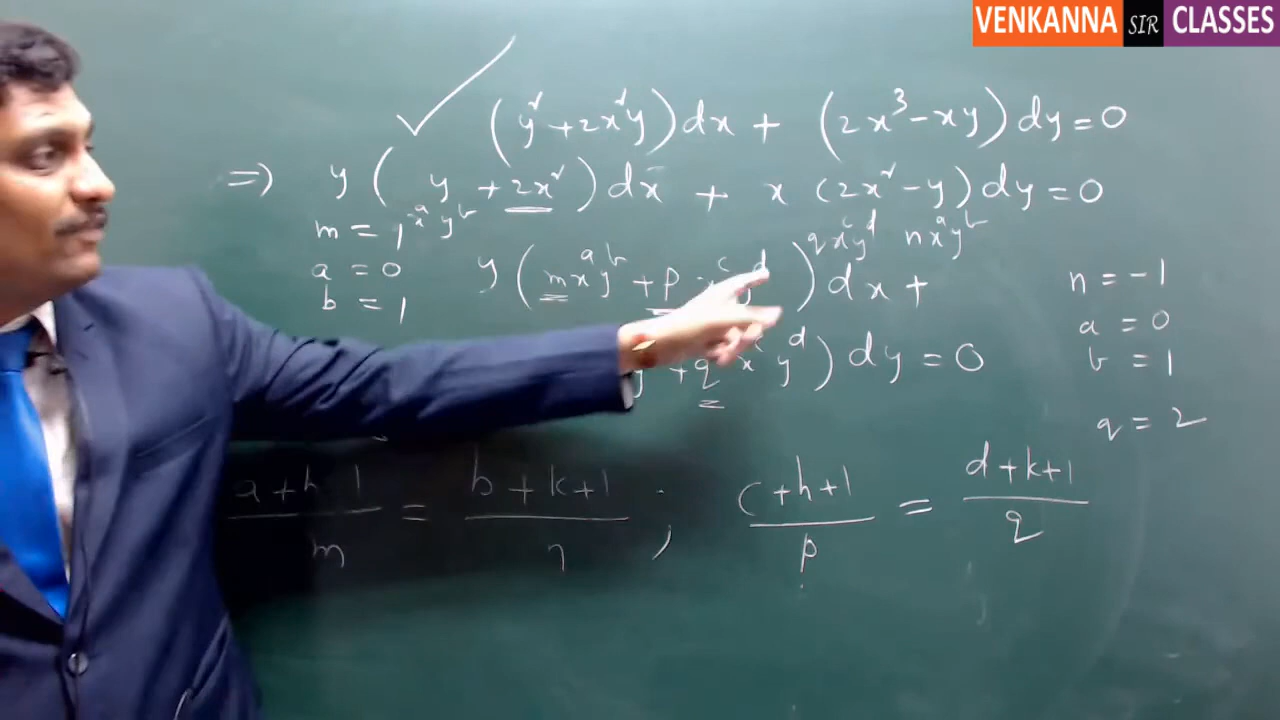 VENKANNA SIR CLASSES
(y² + 2x²y) dx + (2x³ - xy) dy = 0
⇒ y ( y + 2x² ) dx + x (2x² - y) dy = 0
m = 1 x^a y^b
q x^c y^d n x^a y^b
a = 0
b = 1
y ( m x^a y^b + p
) dx +
n = -1
a = 0
b = 1
y + q x y^d ) dy = 0
q = 2
a + h 1 / m = b + k + 1 / n ; c + h + 1 / p = d + k + 1 / q